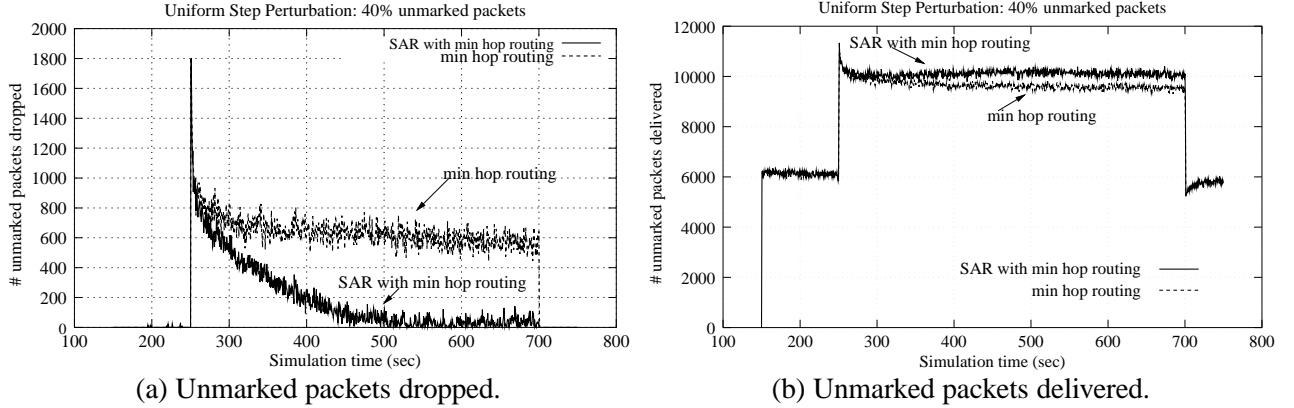 Uniform Step Perturbation: 40% unmarked packets
# unmarked packets dropped
2000
1800
1600
1400
1200
1000
800
600
400
200
0
SAR with min hop routing
min hop routing
min hop routing
SAR with min hop routing
100 200 300 400 500 600 700 800
Simulation time (sec)
(a) Unmarked packets dropped.
Uniform Step Perturbation: 40% unmarked packets
# unmarked packets delivered
12000
10000
8000
6000
4000
2000
0
SAR with min hop routing
min hop routing
SAR with min hop routing
min hop routing
100 200 300 400 500 600 700 800
Simulation time (sec)
(b) Unmarked packets delivered.